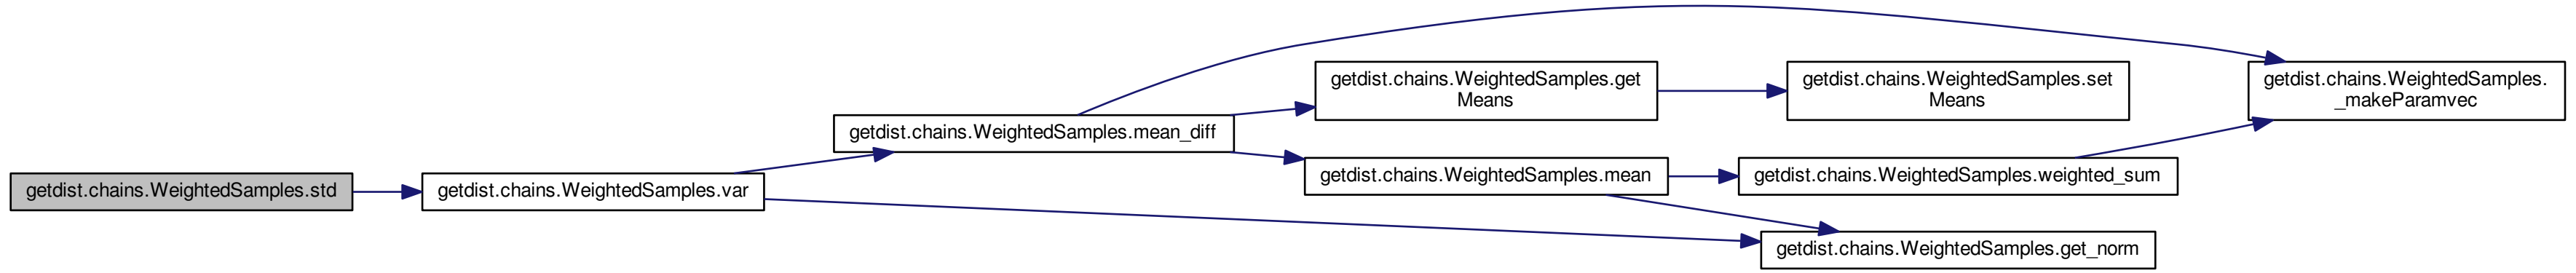 getdist.chains.WeightedSamples.std
getdist.chains.WeightedSamples.var
getdist.chains.WeightedSamples.mean_diff
getdist.chains.WeightedSamples.get
Means
getdist.chains.WeightedSamples.mean
getdist.chains.WeightedSamples.set
Means
getdist.chains.WeightedSamples.weighted_sum
getdist.chains.WeightedSamples.get_norm
getdist.chains.WeightedSamples.
_makeParamvec